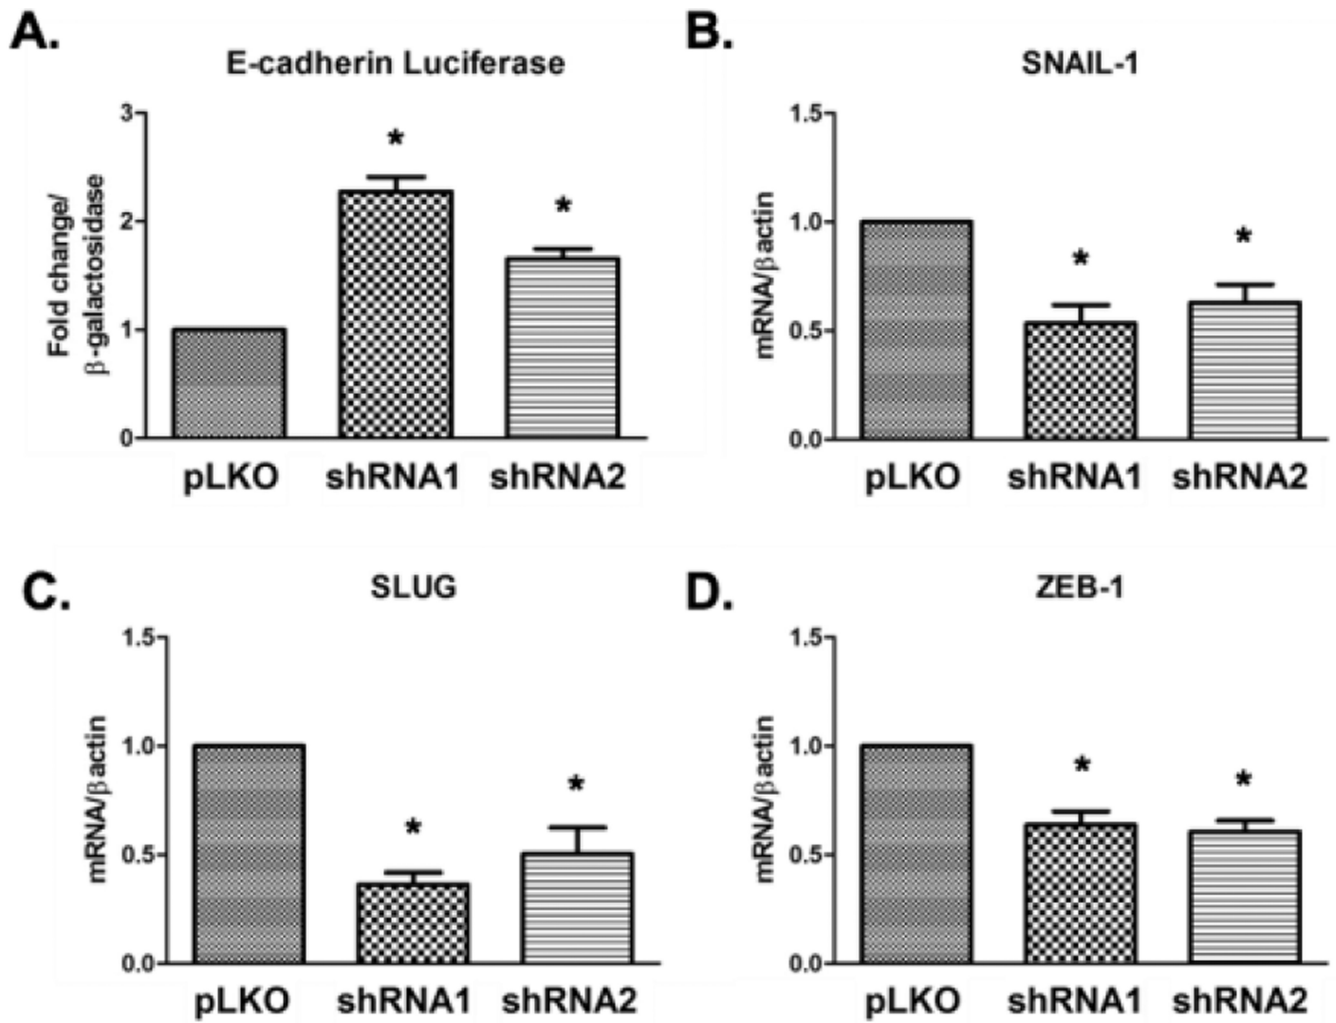 A.
E-cadherin Luciferase
Fold change/
β-galactosidase
3
2
1
0
*
*
pLKO shRNA1 shRNA2
B.
SNAIL-1
mRNA/β actin
1.5
1.0
0.5
0.0
*
*
pLKO shRNA1 shRNA2
C.
SLUG
mRNA/β actin
1.5
1.0
0.5
0.0
*
*
pLKO shRNA1 shRNA2
D.
ZEB-1
mRNA/β actin
1.5
1.0
0.5
0.0
*
*
pLKO shRNA1 shRNA2